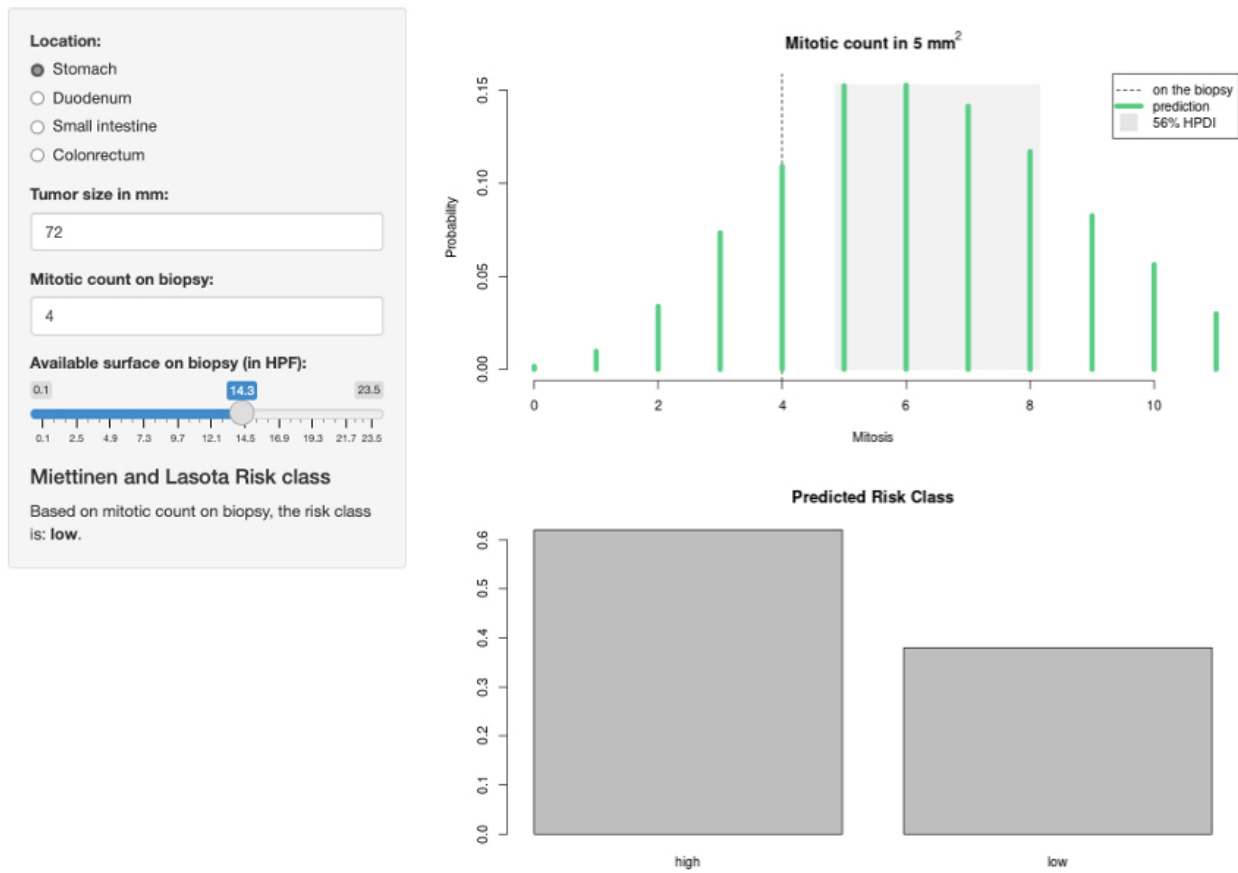 Location:
Stomach
Duodenum
Small intestine
Colonrectum
Tumor size in mm:
72
Mitotic count on biopsy:
4
Available surface on biopsy (in HPF):
0.1 14.3 23.5
0.1 2.5 4.9 7.3 9.7 12.1 14.5 16.9 19.3 21.7 23.5
Miettinen and Lasota Risk class
Based on mitotic count on biopsy, the risk class
is: low.
Mitotic count in 5 mm²
on the biopsy
prediction
56% HPDI
Probability
0.15
0.10
0.05
0.00
0 2 4 6 8 10
Mitosis
Predicted Risk Class
0.6
0.5
0.4
0.3
0.2
0.1
0.0
high low